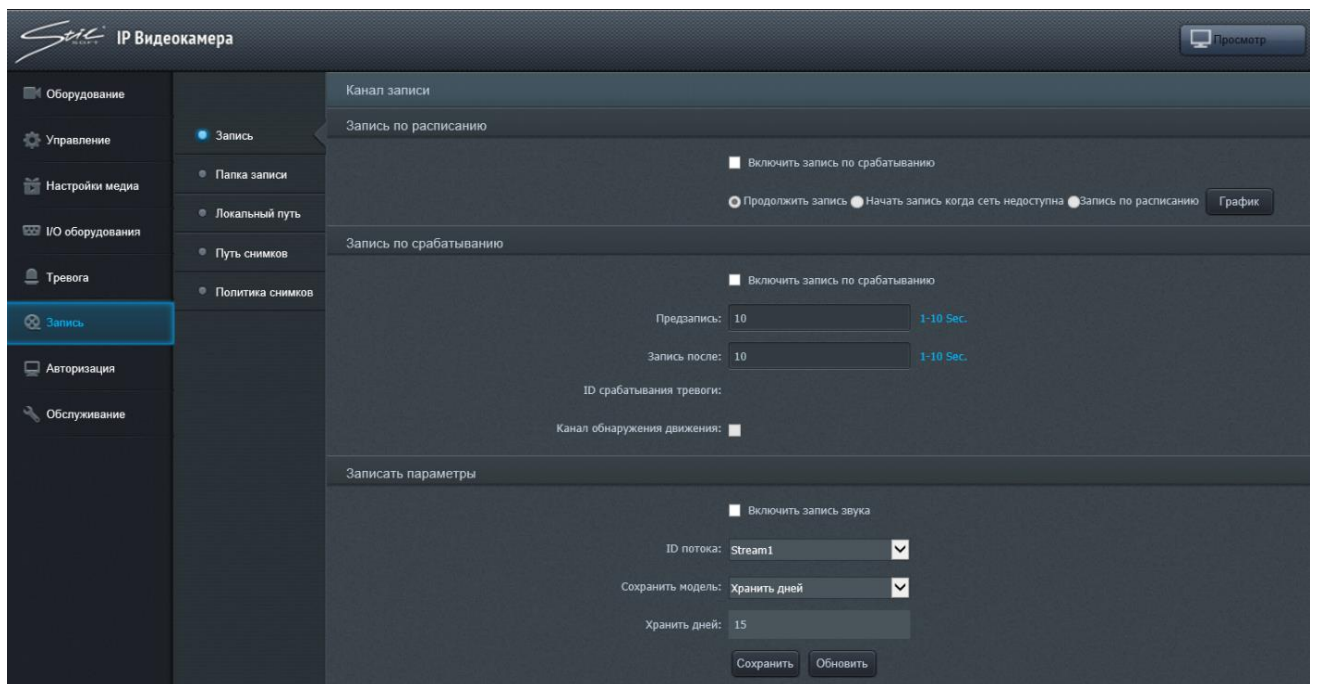 Stil SOFT IP Видеокамера
Просмотр
Оборудование
Управление
Настройки медиа
I/O оборудования
Тревога
Запись
Авторизация
Обслуживание
Запись
Папка записи
Локальный путь
Путь снимков
Политика снимков
Канал записи
Запись по расписанию
Включить запись по срабатыванию
Продолжить запись Начать запись когда сеть недоступна Запись по расписанию График
Запись по срабатыванию
Включить запись по срабатыванию
Предзапись: 10 1-10 Sec.
Запись после: 10 1-10 Sec.
ID срабатывания тревоги:
Канал обнаружения движения:
Записать параметры
Включить запись звука
ID потока: Stream1
Сохранить модель: Хранить дней
Хранить дней: 15
Сохранить Обновить